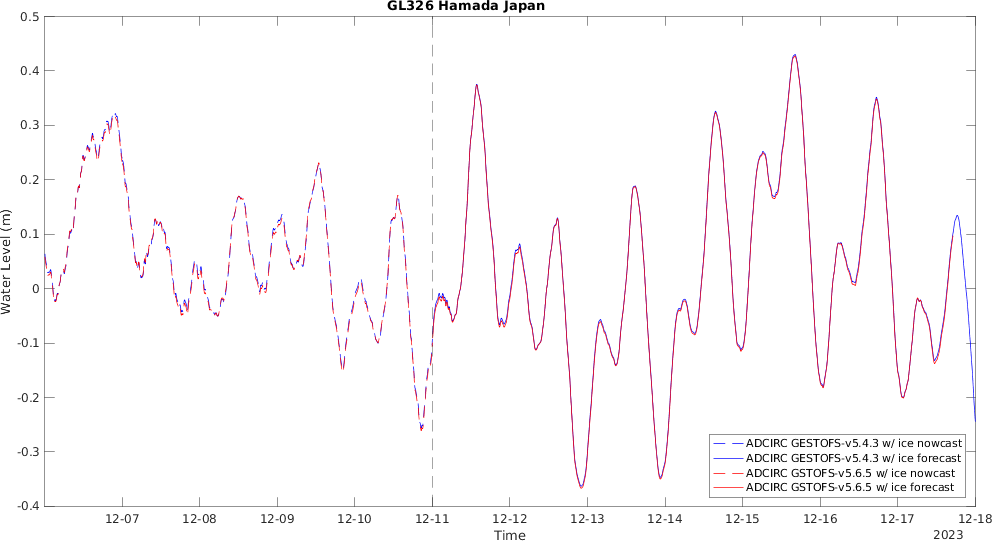 GL326 Hamada Japan
0.5
0.4
0.3
0.2
0.1
0
-0.1
-0.2
-0.3
-0.4
Water Level (m)
ADCIRC GESTOFS-v5.4.3 w/ ice nowcast
ADCIRC GESTOFS-v5.4.3 w/ ice forecast
ADCIRC GSTOFS-v5.6.5 w/ ice nowcast
ADCIRC GSTOFS-v5.6.5 w/ ice forecast
12-07 12-08 12-09 12-10 12-11 12-12 12-13 12-14 12-15 12-16 12-17 12-18
Time
2023